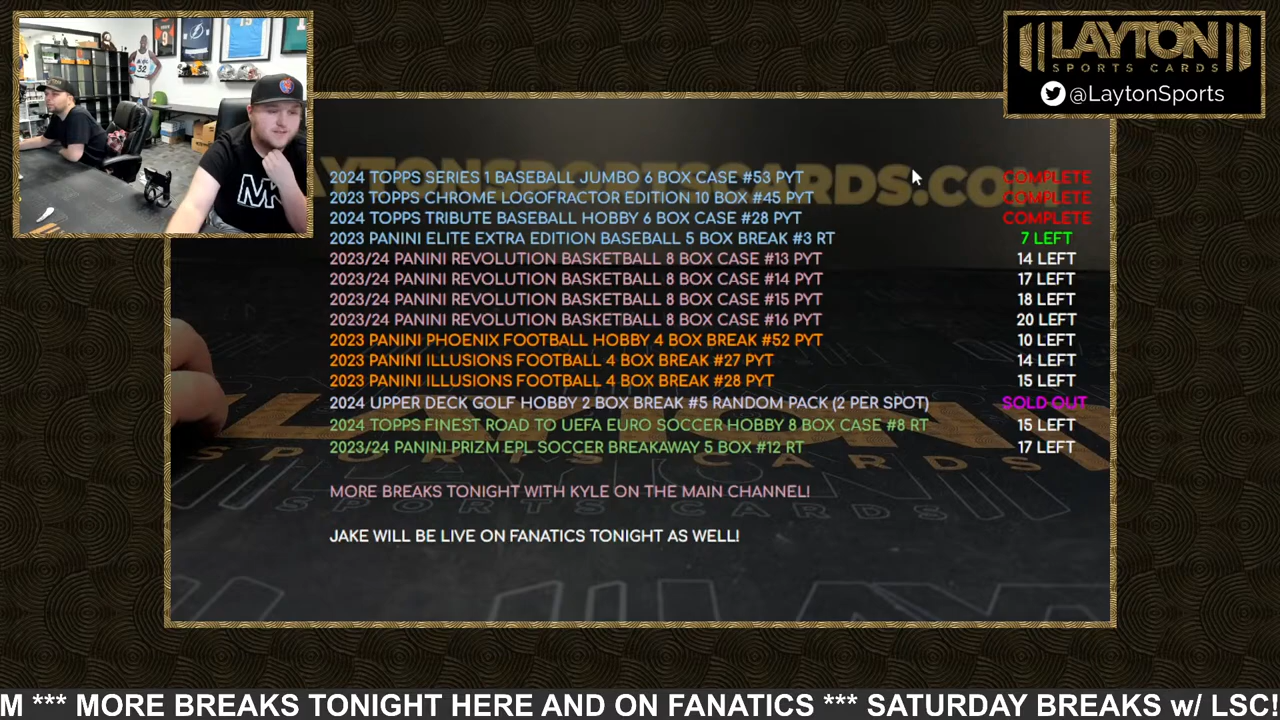 LAYTON
SPORTS CARDS
@LaytonSports
2024 TOPPS SERIES 1 BASEBALL JUMBO 6 BOX CASE #53 PYT COMPLETE
2023 TOPPS CHROME LOGOFRACTOR EDITION 10 BOX #45 PYT COMPLETE
2024 TOPPS TRIBUTE BASEBALL HOBBY 6 BOX CASE #28 PYT COMPLETE
2023 PANINI ELITE EXTRA EDITION BASEBALL 5 BOX BREAK #3 RT 7 LEFT
2023/24 PANINI REVOLUTION BASKETBALL 8 BOX CASE #13 PYT 14 LEFT
2023/24 PANINI REVOLUTION BASKETBALL 8 BOX CASE #14 PYT 17 LEFT
2023/24 PANINI REVOLUTION BASKETBALL 8 BOX CASE #15 PYT 18 LEFT
2023/24 PANINI REVOLUTION BASKETBALL 8 BOX CASE #16 PYT 20 LEFT
2023 PANINI PHOENIX FOOTBALL HOBBY 4 BOX BREAK #52 PYT 10 LEFT
2023 PANINI ILLUSIONS FOOTBALL 4 BOX BREAK #27 PYT 14 LEFT
2023 PANINI ILLUSIONS FOOTBALL 4 BOX BREAK #28 PYT 15 LEFT
2024 UPPER DECK GOLF HOBBY 2 BOX BREAK #5 RANDOM PACK (2 PER SPOT) SOLD OUT
2024 TOPPS FINEST ROAD TO UEFA EURO SOCCER HOBBY 8 BOX CASE #8 RT 15 LEFT
2023/24 PANINI PRIZM EPL SOCCER BREAKAWAY 5 BOX #12 RT 17 LEFT
MORE BREAKS TONIGHT WITH KYLE ON THE MAIN CHANNEL!
JAKE WILL BE LIVE ON FANATICS TONIGHT AS WELL!
M *** MORE BREAKS TONIGHT HERE AND ON FANATICS *** SATURDAY BREAKS w/ LSC!